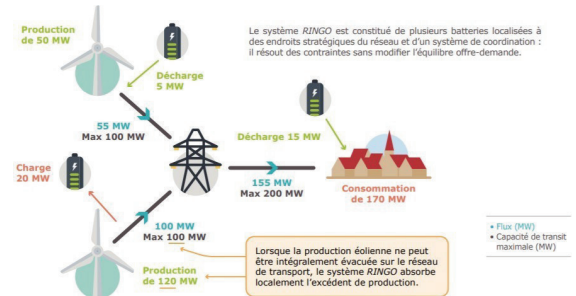 Production
de 50 MW
Le système RINGO est constitué de plusieurs batteries localisées à
des endroits stratégiques du réseau et d'un système de coordination :
il résout des contraintes sans modifier l'équilibre offre-demande.
Décharge
5 MW
55 MW
Max 100 MW
Décharge 15 MW
Charge
20 MW
155 MW
Max 200 MW
Consommation
de 170 MW
100 MW
Max 100 MW
Production
de 120 MW
Lorsque la production éolienne ne peut
être intégralement évacuée sur le réseau
de transport, le système RINGO absorbe
localement l'excédent de production.
• Flux (MW)
• Capacité de transit
maximale (MW)